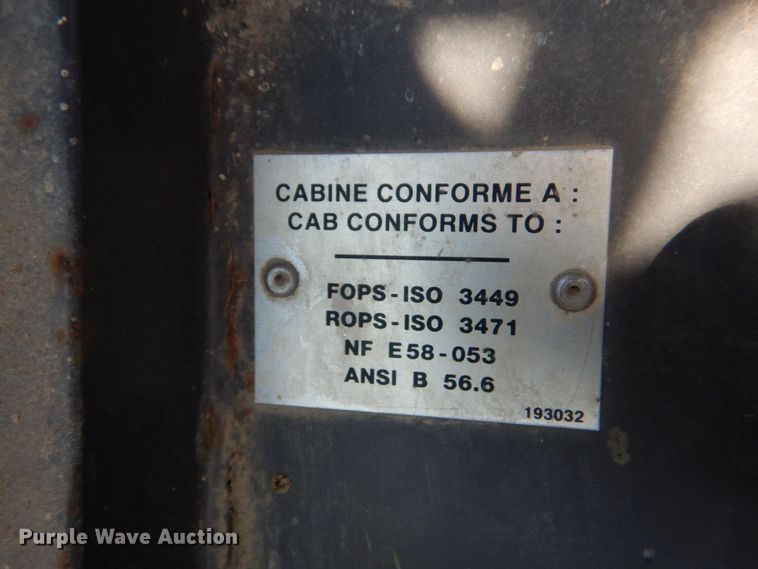 CABINE CONFORME A :
CAB CONFORMS TO :
FOPS-ISO 3449
ROPS-ISO 3471
NF E58-053
ANSI B 56.6
193032
Purple Wave Auction®